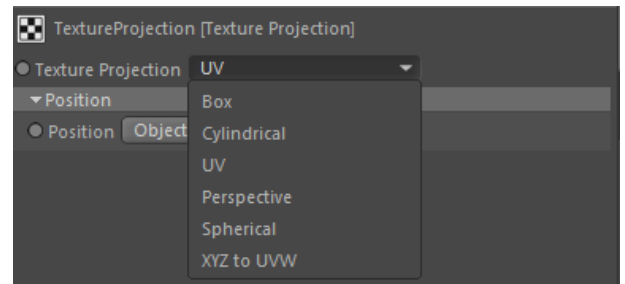 TextureProjection [Texture Projection]
Texture Projection UV
Position
Box
Position Object
Cylindrical
UV
Perspective
Spherical
XYZ to UVW